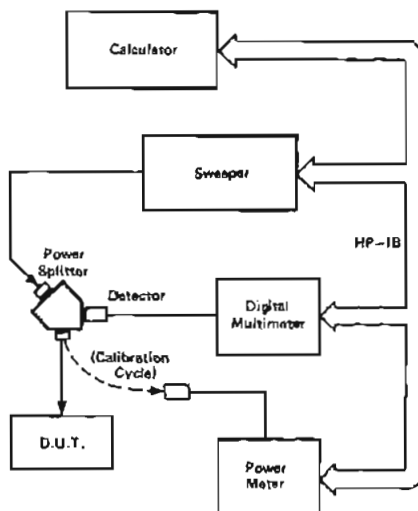 Calculator
Sweeper
HP-IB
Power
Splitter
Detector
Digital
Multimeter
(Calibration
Cycle)
D.U.T.
Power
Meter